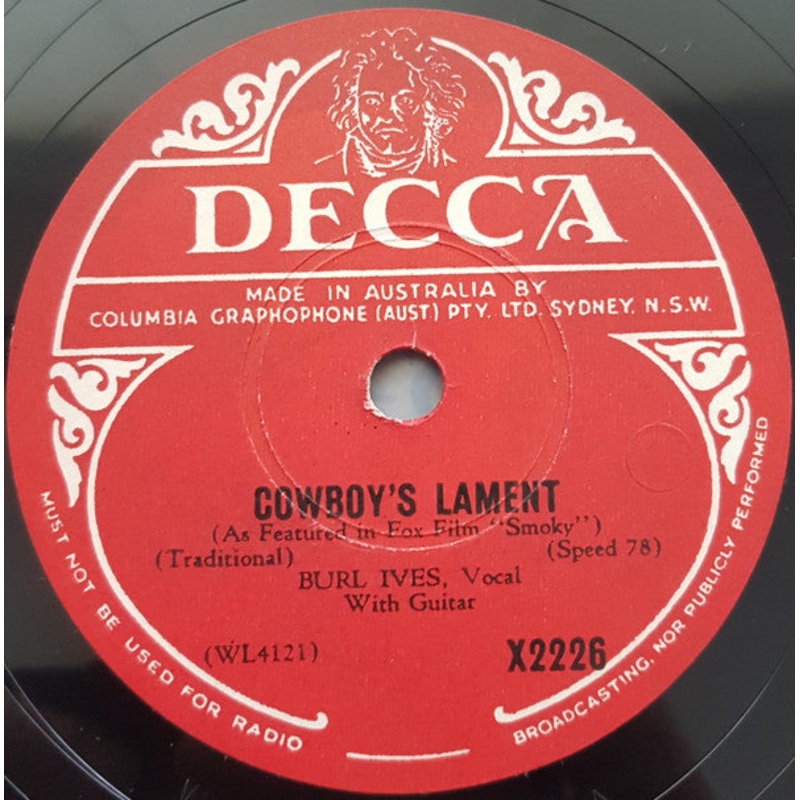 DECCA
MADE IN AUSTRALIA BY
COLUMBIA GRAPHOPHONE (AUST) PTY. LTD. SYDNEY. N.S.W.
COWBOY'S LAMENT
(As Featured in Fox Film "Smoky")
(Traditional) (Speed 78)
BURL IVES, Vocal
With Guitar
(WL4121) X2226
MUST NOT BE USED FOR RADIO
BROADCASTING, NOR PUBLICLY PERFORMED